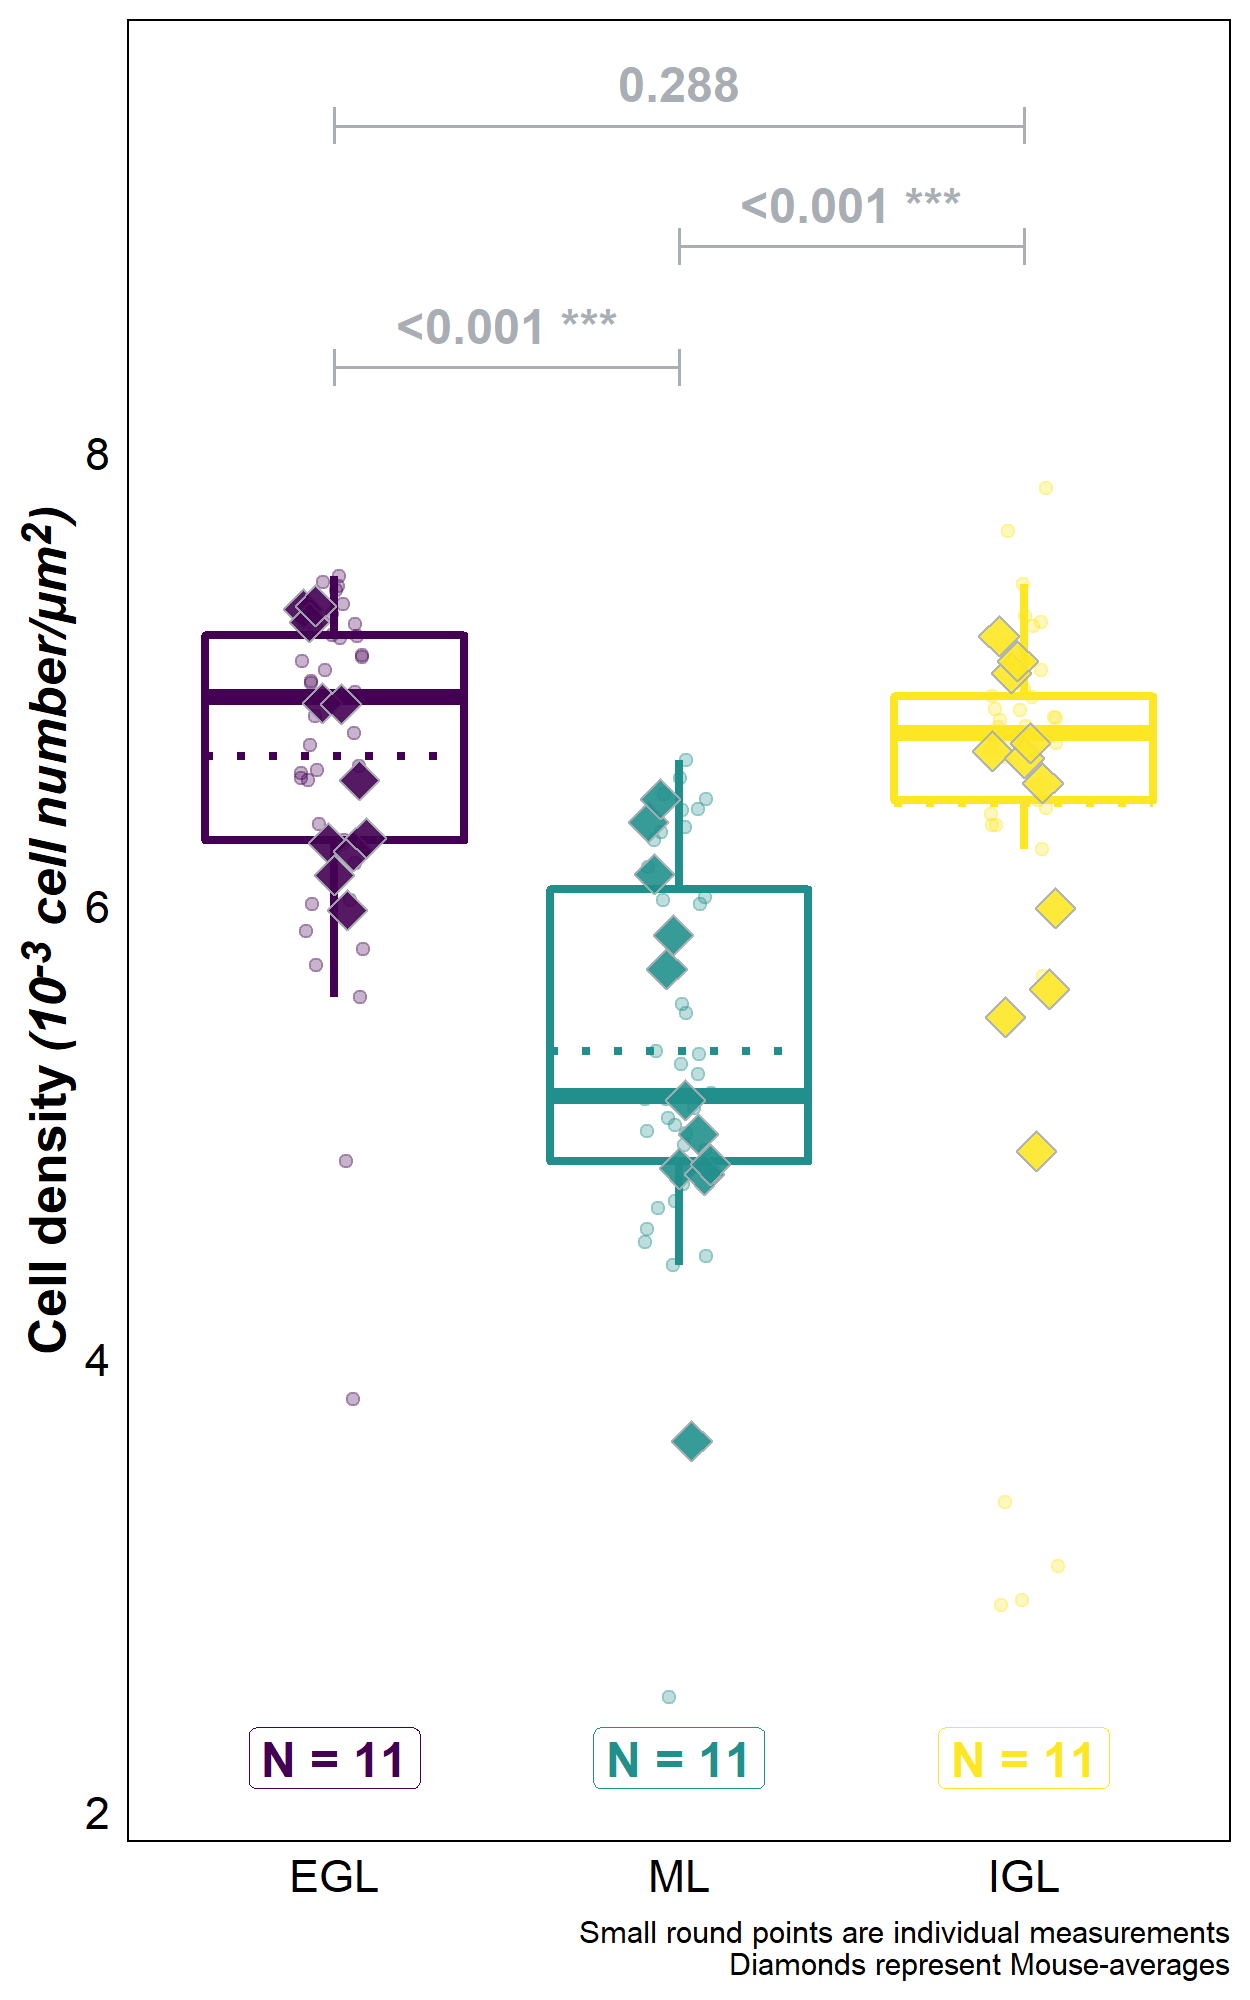 0.288
<0.001 ***
<0.001 ***
8
6
4
2
Cell density (10⁻³ cell number/µm²)
N = 11
N = 11
N = 11
EGL
ML
IGL
Small round points are individual measurements
Diamonds represent Mouse-averages